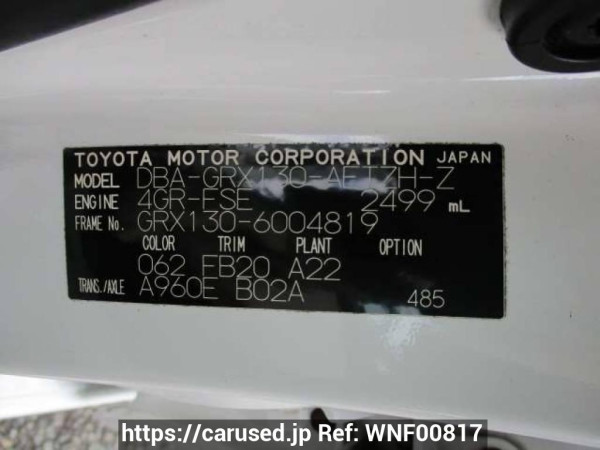 TOYOTA MOTOR CORPORATION JAPAN
MODEL DBA-GRX130-AETZH-Z
ENGINE 4GR-FSE 2499 mL
FRAME No. GRX130-6004819
COLOR TRIM PLANT OPTION
062 FB20 A22
TRANS./AXLE A960E B02A 485
https://carused.jp Ref: WNF00817